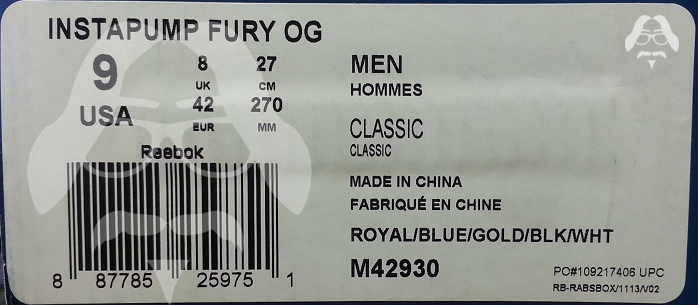 INSTAPUMP FURY OG
9
USA
8
UK
42
EUR
27
CM
270
MM
Reebok
8 87785 25971 1
MEN
HOMMES
CLASSIC
CLASSIC
MADE IN CHINA
FABRIQUÉ EN CHINE
ROYAL/BLUE/GOLD/BLK/WHT
M42930
PO#109217406 UPC
RB-RABSBOX/1113/V02